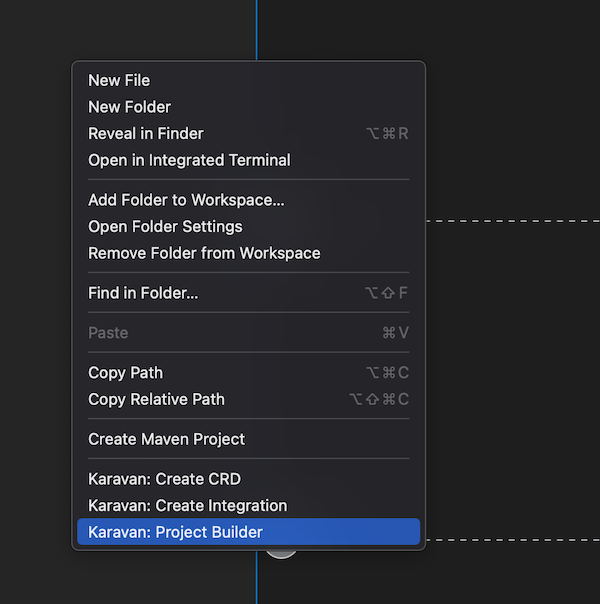 New File
New Folder
Reveal in Finder ⌥⌘R
Open in Integrated Terminal
Add Folder to Workspace...
Open Folder Settings
Remove Folder from Workspace
Find in Folder... ⌥⇧F
Paste ⌘V
Copy Path ⌥⌘C
Copy Relative Path ⌥⇧⌘C
Create Maven Project
Karavan: Create CRD
Karavan: Create Integration
Karavan: Project Builder